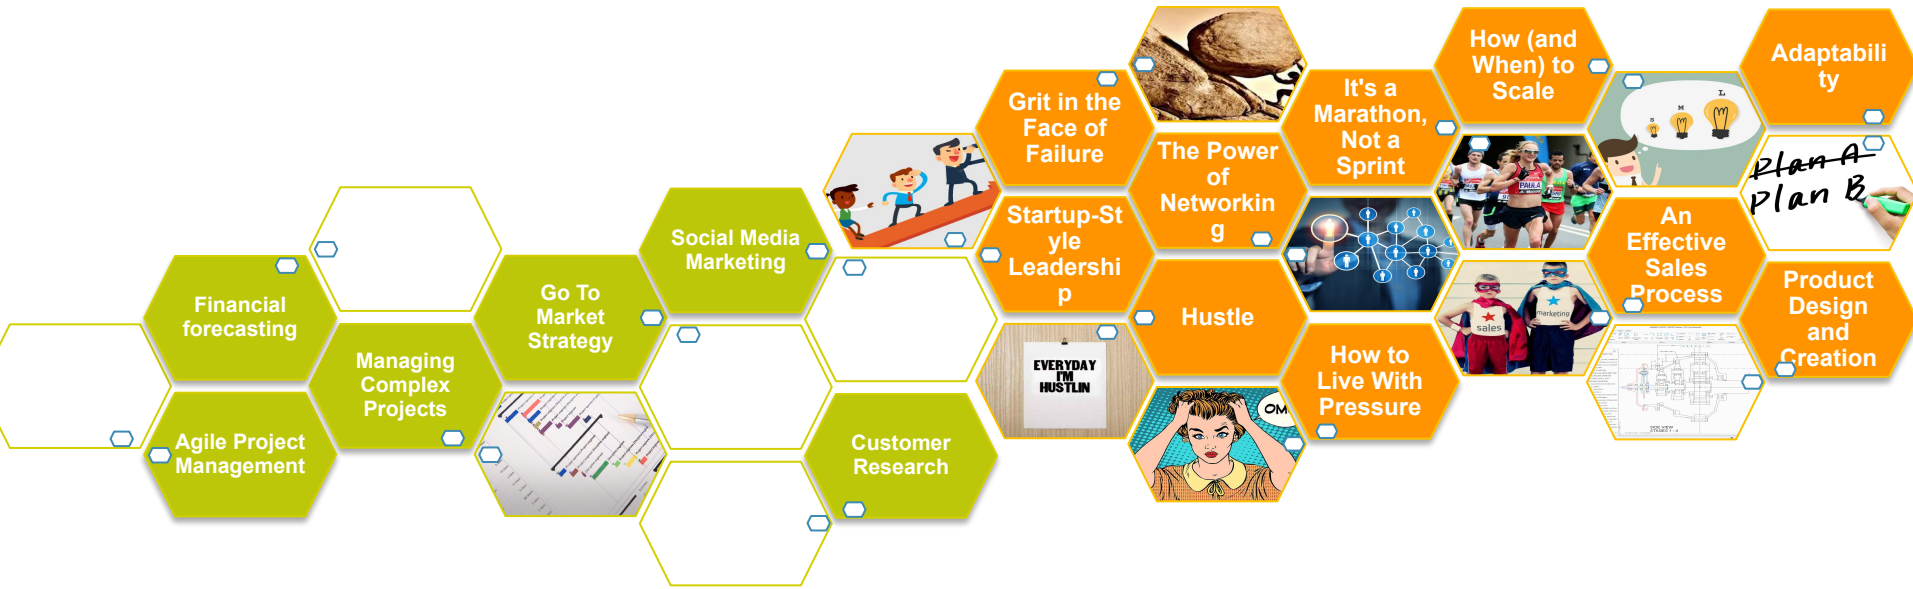 Financial
forecasting
Agile Project
Management
Managing
Complex
Projects
Go To
Market
Strategy
Social Media
Marketing
Customer
Research
Grit in the
Face of
Failure
Startup-St
yle
Leadershi
p
EVERYDAY
I'M
HUSTLIN
The Power
of
Networkin
g
Hustle
OM
It's a
Marathon,
Not a
Sprint
How to
Live With
Pressure
How (and
When) to
Scale
PAULA
sales
marketing
S
M
L
An
Effective
Sales
Process
SIDE VIEW
Adaptabili
ty
Plan A
Plan B
Product
Design
and
Creation